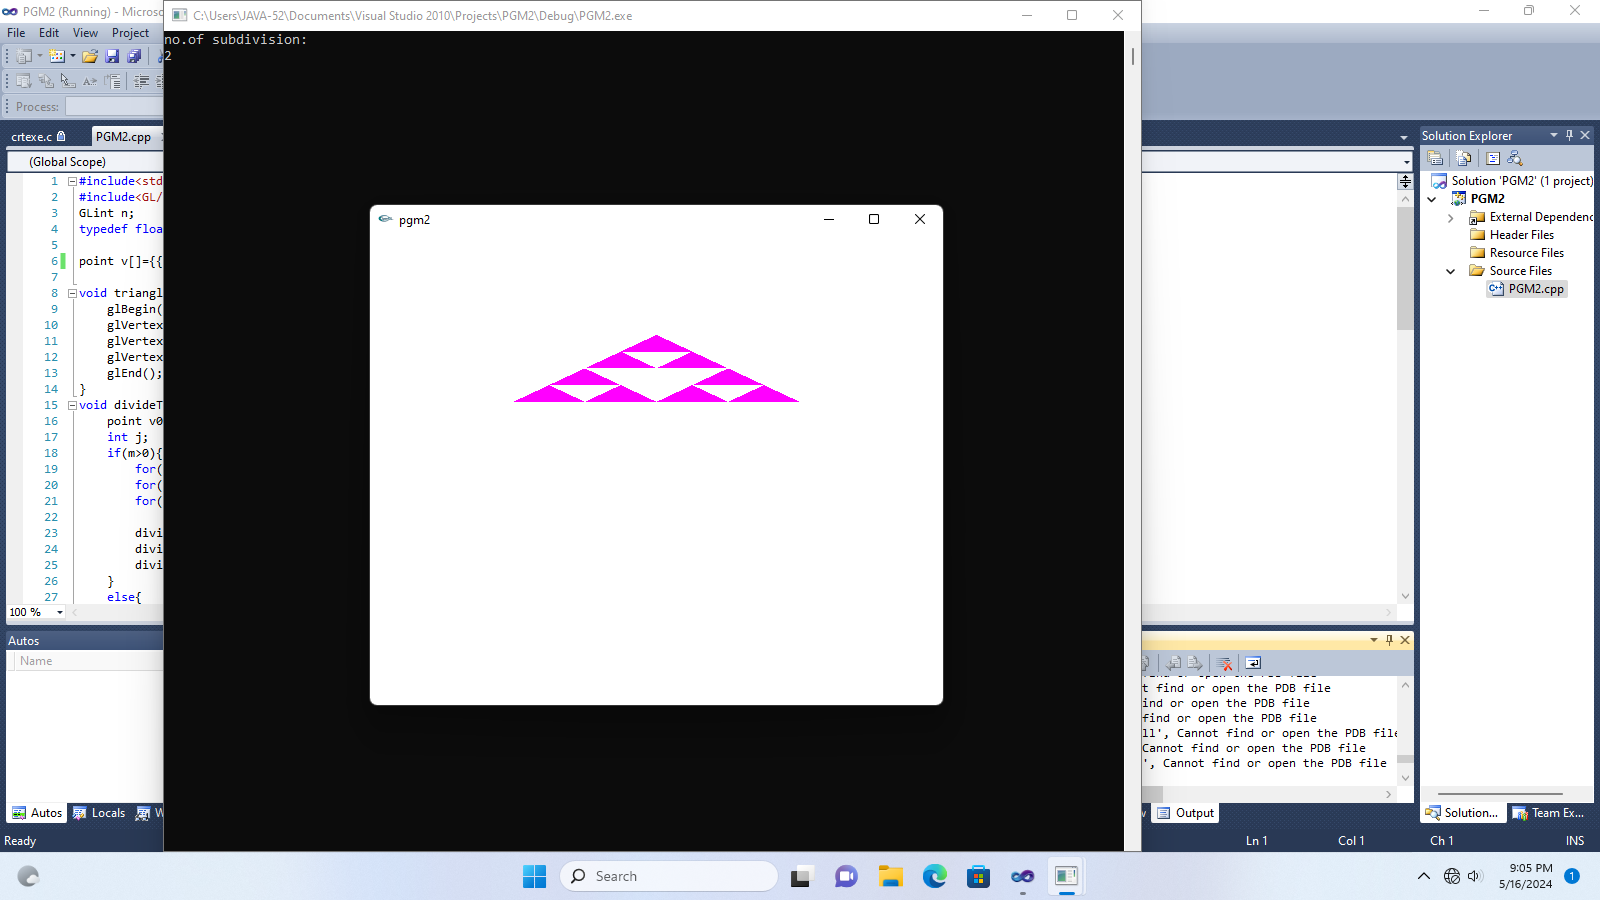 PGM2 (Running) - Microso
C:\Users\JAVA-52\Documents\Visual Studio 2010\Projects\PGM2\Debug\PGM2.exe
File Edit View Project
Process:
crtexe.c PGM2.cpp
(Global Scope)
1 #include<std
2 #include<GL/
3 GLint n;
4 typedef floa
5
6 point v[]={{
7
8 void triangl
9 glBegin(
10 glVertex
11 glVertex
12 glVertex
13 glEnd();
14 }
15 void divideT
16 point v0
17 int j;
18 if(m>0){
19 for(
20 for(
21 for(
22
23 divi
24 divi
25 divi
26 }
27 else{
100 %
Autos
Name
Autos Locals W
Ready
no.of subdivision:
2
pgm2
Solution Explorer
Solution 'PGM2' (1 project)
PGM2
External Dependenc
Header Files
Resource Files
Source Files
PGM2.cpp
t find or open the PDB file
ind or open the PDB file
find or open the PDB file
ll', Cannot find or open the PDB file
Cannot find or open the PDB file
', Cannot find or open the PDB file
Output
Solution... Team Ex...
Ln 1 Col 1 Ch 1 INS
Search
9:05 PM
5/16/2024
1